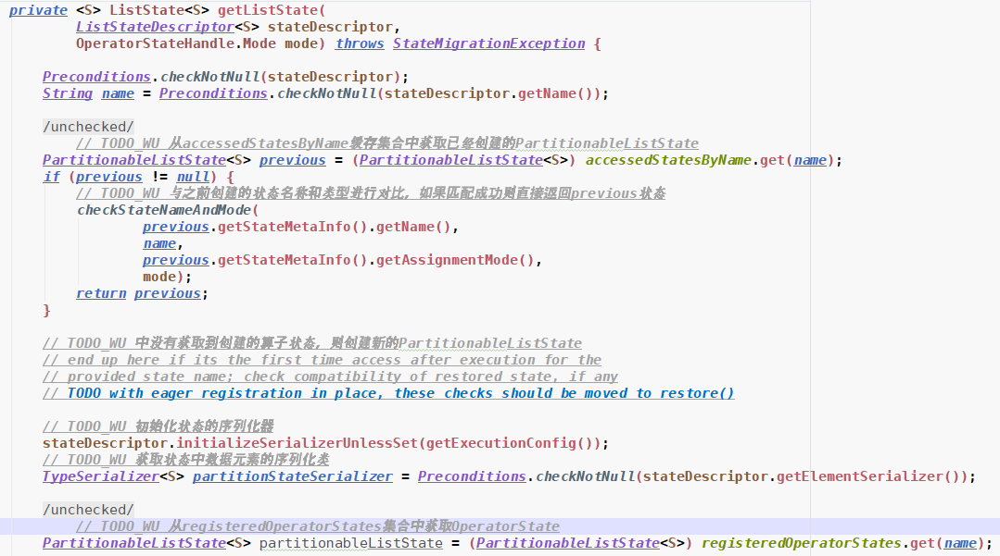 private <S> ListState<S> getListState(
ListStateDescriptor<S> stateDescriptor,
OperatorStateHandle.Mode mode) throws StateMigrationException {
Preconditions.checkNotNull(stateDescriptor);
String name = Preconditions.checkNotNull(stateDescriptor.getName());
/unchecked/
// TODO_WU 从accessedStatesByName缓存集合中获取已经创建的PartitionableListState
PartitionableListState<S> previous = (PartitionableListState<S>) accessedStatesByName.get(name);
if (previous != null) {
// TODO_WU 与之前创建的状态名称和类型进行对比，如果匹配成功则直接返回previous状态
checkStateNameAndMode(
previous.getStateMetaInfo().getName(),
name,
previous.getStateMetaInfo().getAssignmentMode(),
mode);
return previous;
}
// TODO_WU 中没有获取到创建的算子状态，则创建新的PartitionableListState
// end up here if its the first time access after execution for the
// provided state name; check compatibility of restored state, if any
// TODO with eager registration in place, these checks should be moved to restore()
// TODO_WU 初始化状态的序列化器
stateDescriptor.initializeSerializerUnlessSet(getExecutionConfig());
// TODO_WU 获取状态中数据元素的序列化类
TypeSerializer<S> partitionStateSerializer = Preconditions.checkNotNull(stateDescriptor.getElementSerializer());
/unchecked/
// TODO_WU 从registeredOperatorStates集合中获取OperatorState
PartitionableListState<S> partitionableListState = (PartitionableListState<S>) registeredOperatorStates.get(name);